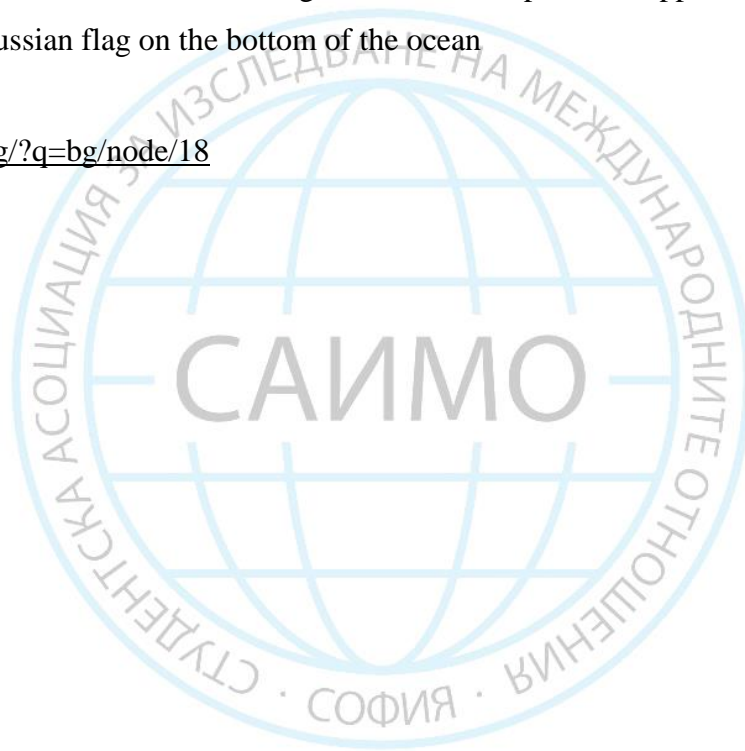 ussian flag on the bottom of the ocean
g/?q=bg/node/18
СТУДЕНТСКА АСОЦИАЦИЯ ЗА ИЗСЛЕДВАНЕ НА МЕЖДУНАРОДНИТЕ ОТНОШЕНИЯ
САИМО
· СОФИЯ ·